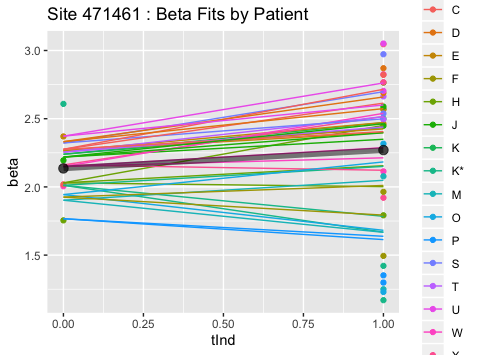 Site 471461 : Beta Fits by Patient
3.0
2.5
2.0
1.5
beta
0.00 0.25 0.50 0.75 1.00
tInd
C
D
E
F
H
J
K
K*
M
O
P
S
T
U
W